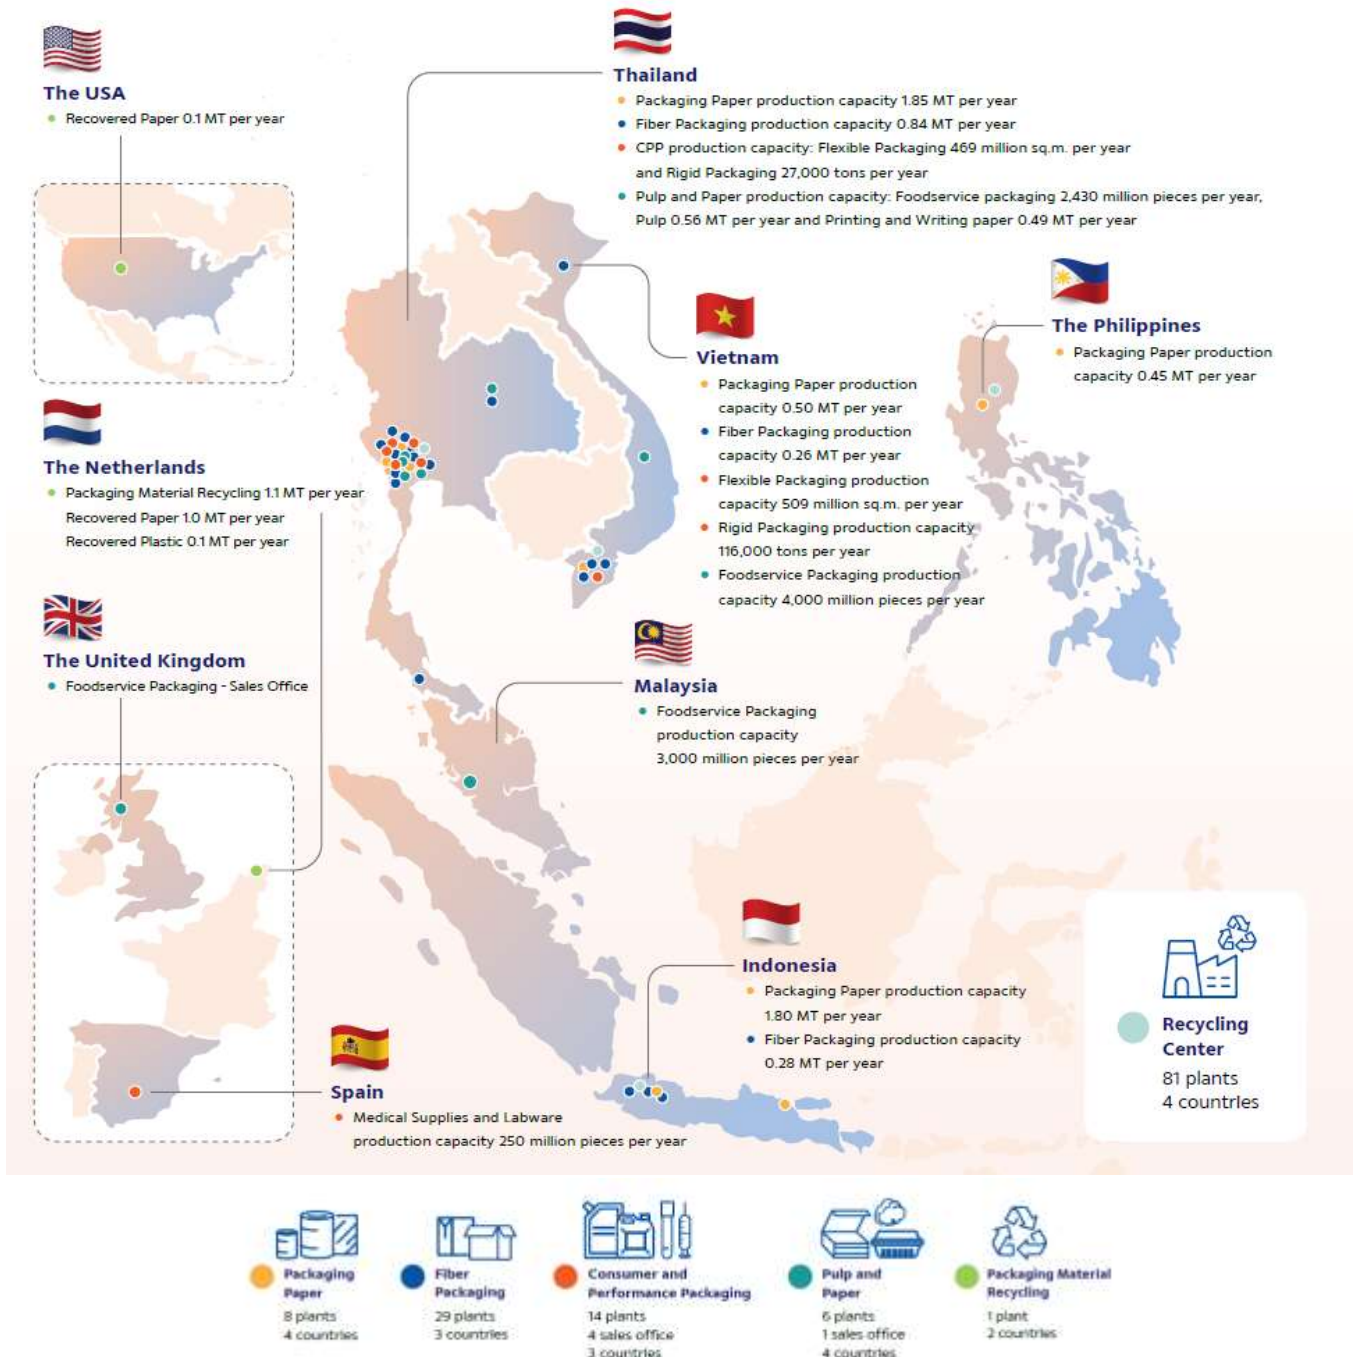 The USA
Recovered Paper 0.1 MT per year
Thailand
Packaging Paper production capacity 1.85 MT per year
Fiber Packaging production capacity 0.84 MT per year
CPP production capacity: Flexible Packaging 469 million sq.m. per year
and Rigid Packaging 27,000 tons per year
Pulp and Paper production capacity: Foodservice packaging 2,430 million pieces per year,
Pulp 0.56 MT per year and Printing and Writing paper 0.49 MT per year
Vietnam
Packaging Paper production
capacity 0.50 MT per year
Fiber Packaging production
capacity 0.26 MT per year
Flexible Packaging production
capacity 509 million sq.m. per year
Rigid Packaging production capacity
116,000 tons per year
Foodservice Packaging production
capacity 4,000 million pieces per year
The Philippines
Packaging Paper production
capacity 0.45 MT per year
The Netherlands
Packaging Material Recycling 1.1 MT per year
Recovered Paper 1.0 MT per year
Recovered Plastic 0.1 MT per year
The United Kingdom
Foodservice Packaging - Sales Office
Malaysia
Foodservice Packaging
production capacity
3,000 million pieces per year
Indonesia
Packaging Paper production capacity
1.80 MT per year
Fiber Packaging production capacity
0.28 MT per year
Spain
Medical Supplies and Labware
production capacity 250 million pieces per year
Recycling
Center
81 plants
4 countries
Packaging
Paper
8 plants
4 countries
Fiber
Packaging
29 plants
3 countries
Consumer and
Performance Packaging
14 plants
4 sales office
3 countries
Pulp and
Paper
6 plants
1 sales office
4 countries
Packaging Material
Recycling
1 plant
2 countries